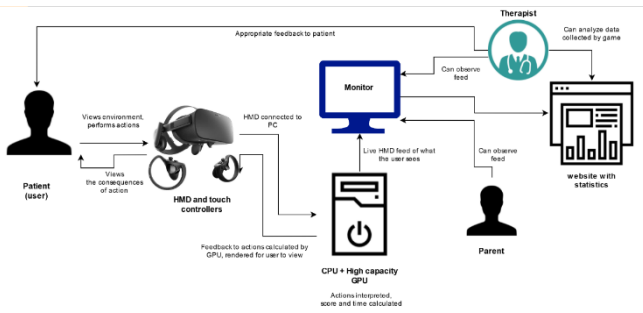 Therapist
Appropriate feedback to patient
Can analyze data
collected by game
Can observe
feed
Monitor
Views environment,
performs actions
HMD connected to
PC
Live HMD feed of what
the user sees
Can observe
feed
Views
the consequences
of action
Patient
(user)
HMD and touch
controllers
website with
statistics
Feedback to actions calculated by
GPU, rendered for user to view
Parent
CPU + High capacity
GPU
Actions interpreted,
score and time calculated